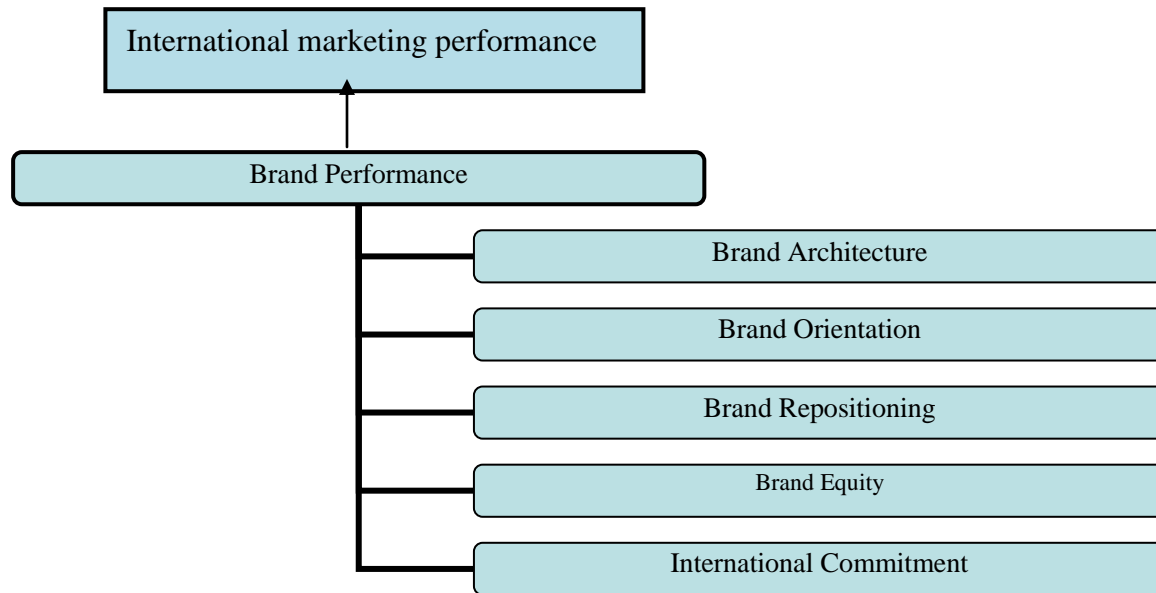 International marketing performance
Brand Performance
Brand Architecture
Brand Orientation
Brand Repositioning
Brand Equity
International Commitment